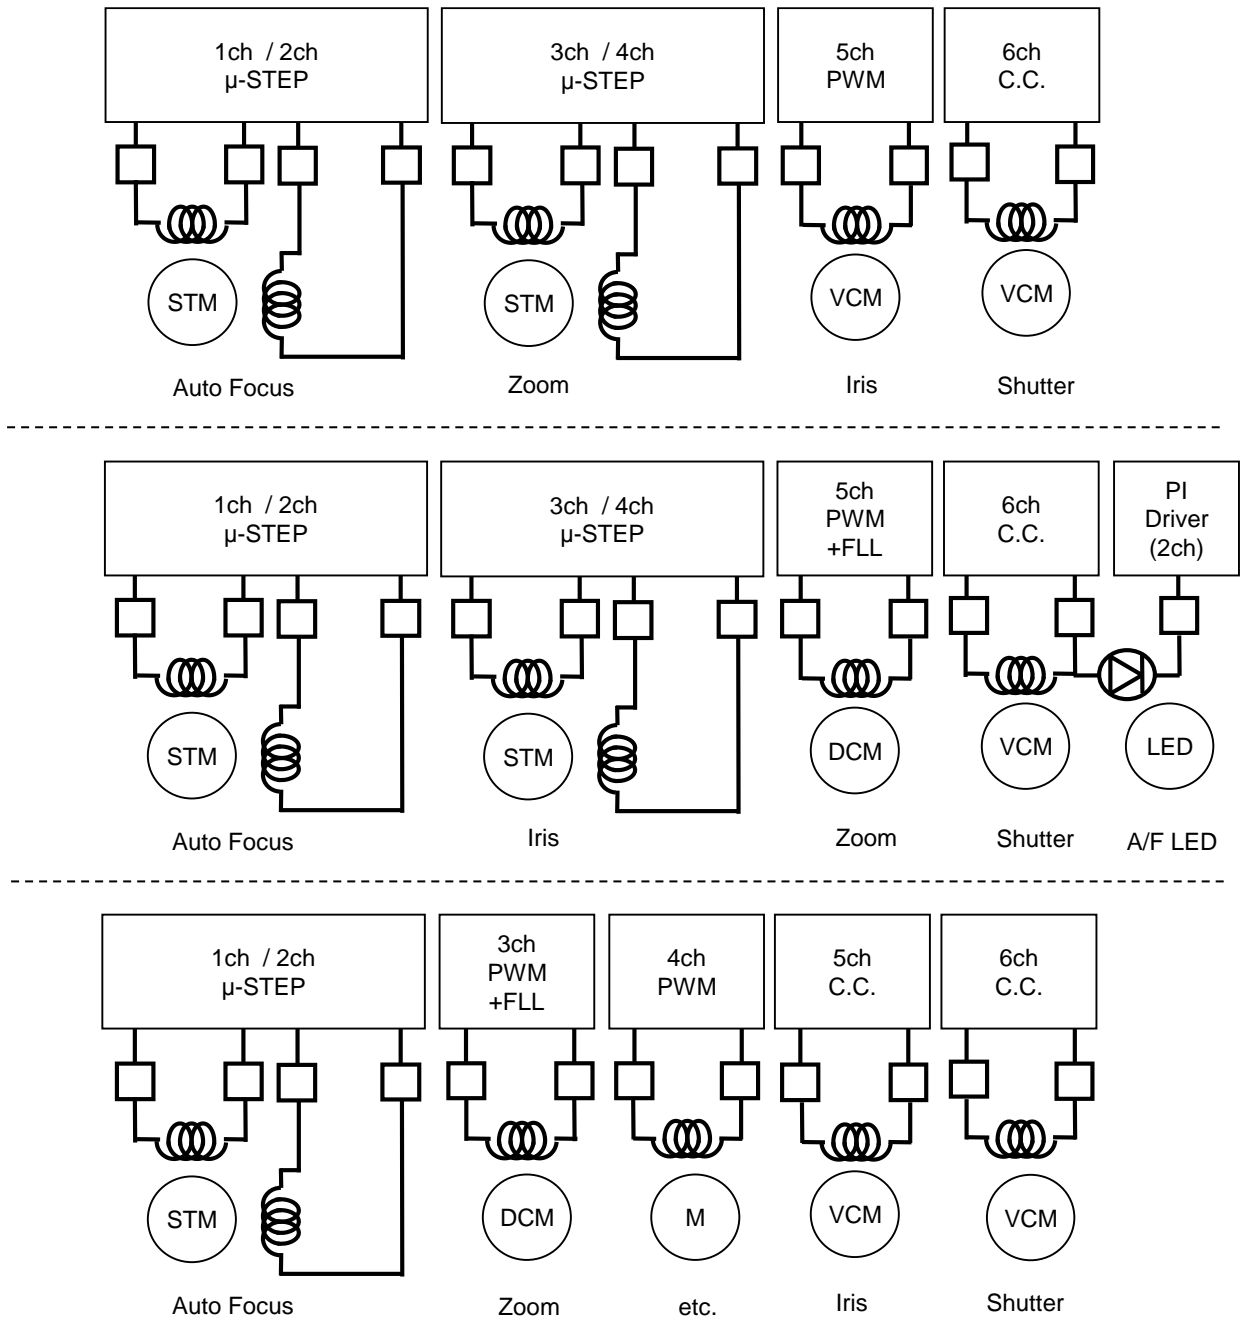 1ch / 2ch
μ-STEP
3ch / 4ch
μ-STEP
5ch
PWM
6ch
C.C.
STM
STM
VCM
VCM
Auto Focus
Zoom
Iris
Shutter
1ch / 2ch
μ-STEP
3ch / 4ch
μ-STEP
5ch
PWM
+FLL
6ch
C.C.
PI
Driver
(2ch)
STM
STM
DCM
VCM
LED
Auto Focus
Iris
Zoom
Shutter
A/F LED
1ch / 2ch
μ-STEP
3ch
PWM
+FLL
4ch
PWM
5ch
C.C.
6ch
C.C.
STM
DCM
M
VCM
VCM
Auto Focus
Zoom
etc.
Iris
Shutter